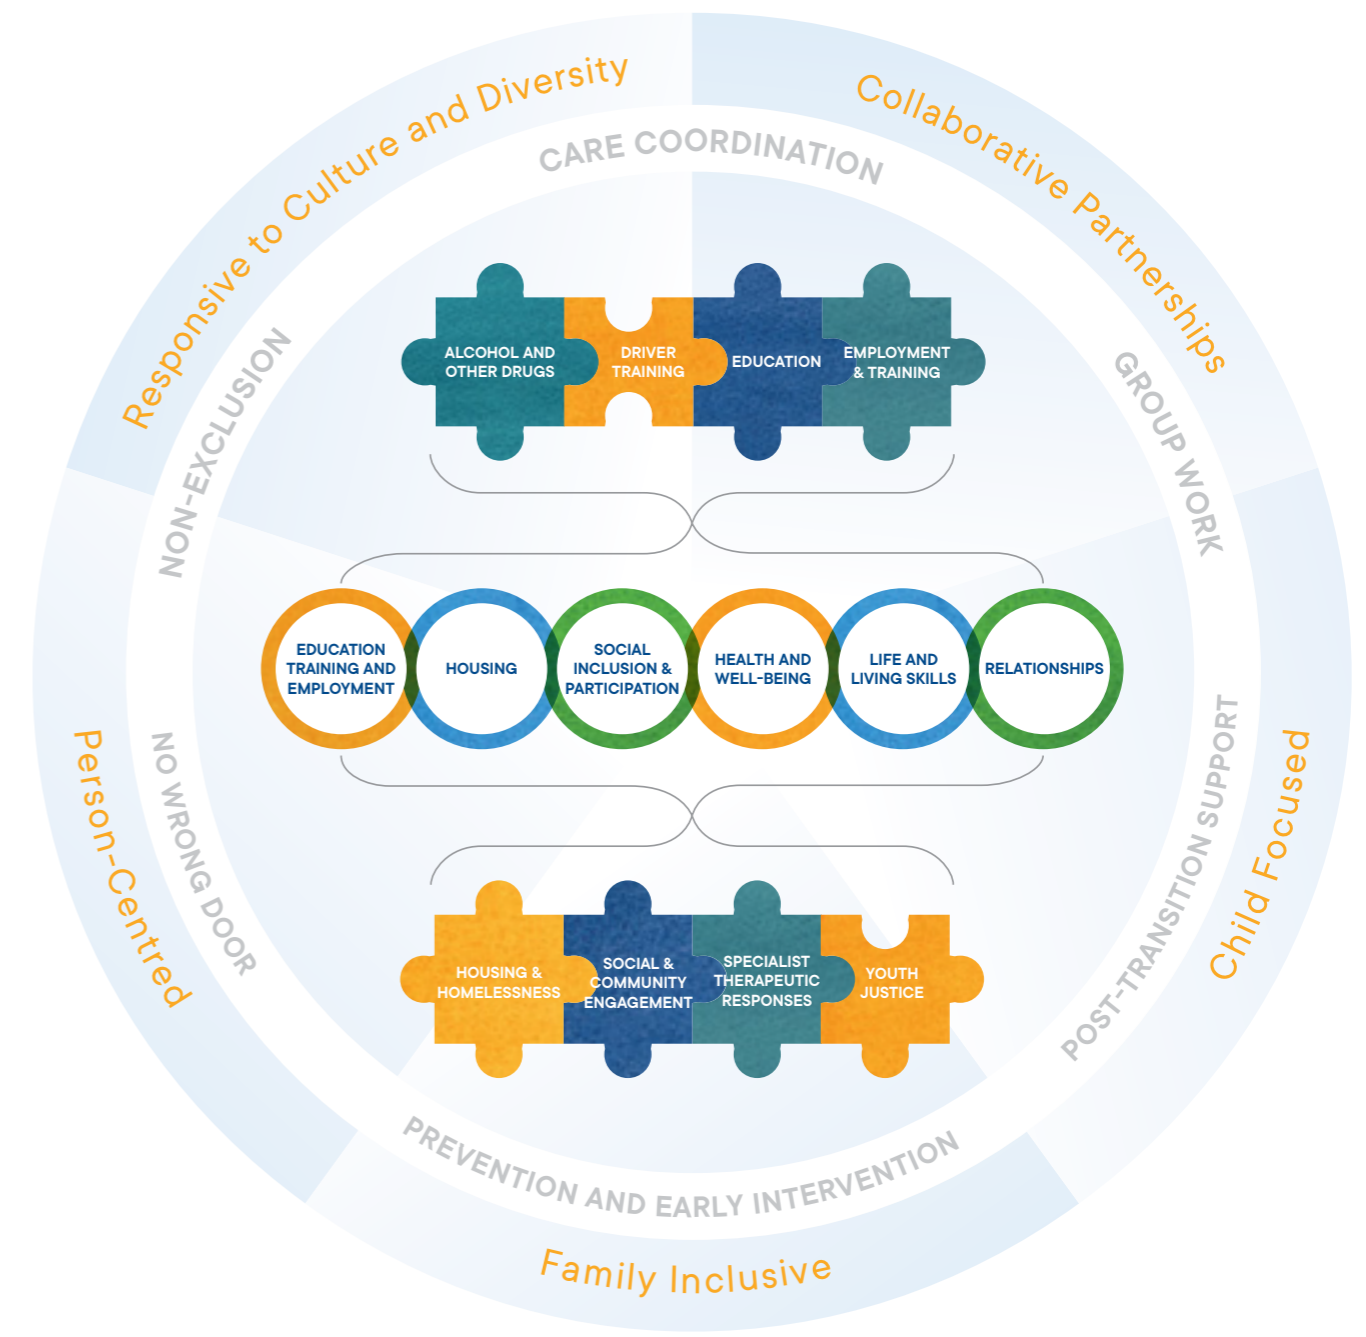 Responsive to Culture and Diversity
Collaborative Partnerships
CARE COORDINATION
NON-EXCLUSION
GROUP WORK
ALCOHOL AND
OTHER DRUGS
DRIVER
TRAINING
EDUCATION
EMPLOYMENT
& TRAINING
EDUCATION
TRAINING AND
EMPLOYMENT
HOUSING
SOCIAL
INCLUSION &
PARTICIPATION
HEALTH AND
WELL-BEING
LIFE AND
LIVING SKILLS
RELATIONSHIPS
Person-Centred
NO WRONG DOOR
POST-TRANSITION SUPPORT
Child Focused
HOUSING &
HOMELESSNESS
SOCIAL &
COMMUNITY
ENGAGEMENT
SPECIALIST
THERAPEUTIC
RESPONSES
YOUTH
JUSTICE
PREVENTION AND EARLY INTERVENTION
Family Inclusive